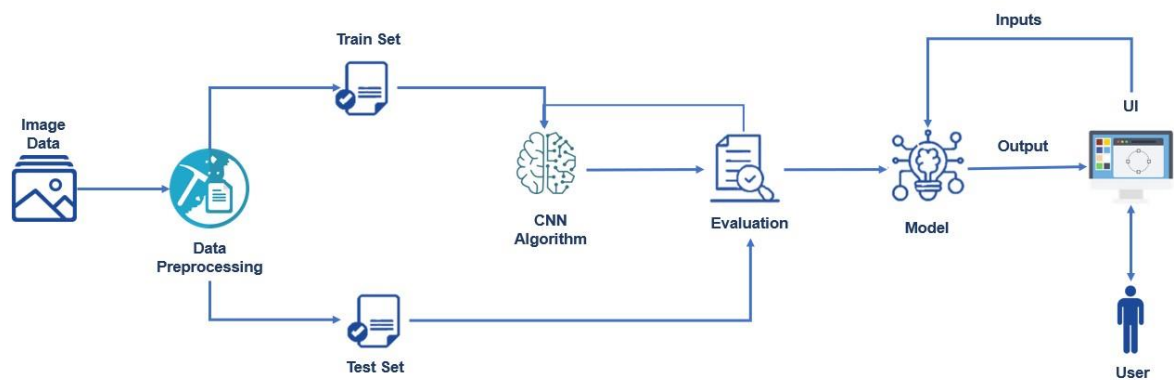 Inputs
Train Set
UI
Image
Data
Output
CNN
Algorithm
Evaluation
Model
Data
Preprocessing
Test Set
User